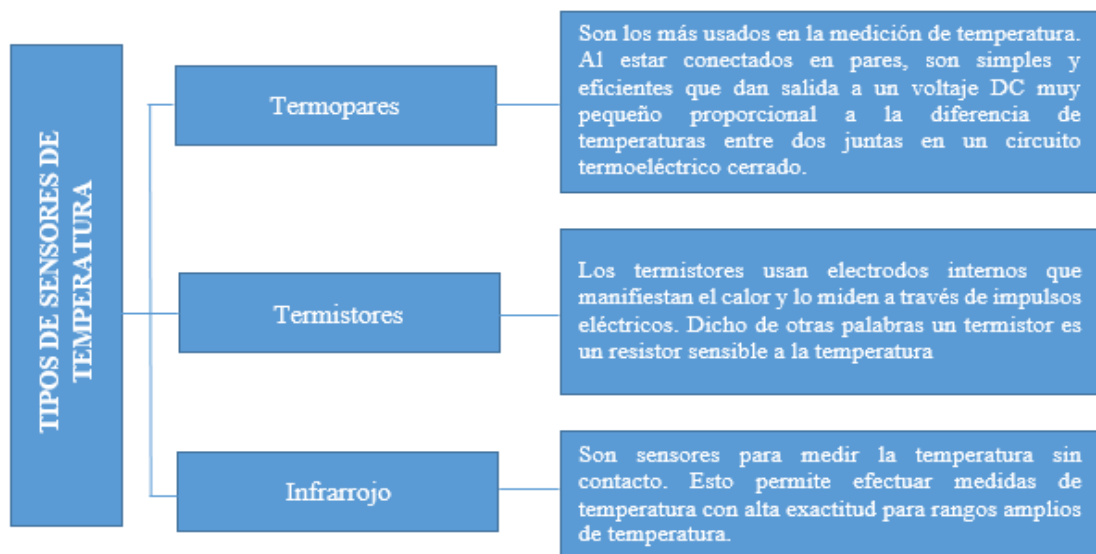 TIPOS DE SENSORES DE
TEMPERATURA
Termopares
Son los más usados en la medición de temperatura.
Al estar conectados en pares, son simples y
eficientes que dan salida a un voltaje DC muy
pequeño proporcional a la diferencia de
temperaturas entre dos juntas en un circuito
termoeléctrico cerrado.
Termistores
Los termistores usan electrodos internos que
manifiestan el calor y lo miden a través de impulsos
eléctricos. Dicho de otras palabras un termistor es
un resistor sensible a la temperatura
Infrarrojo
Son sensores para medir la temperatura sin
contacto. Esto permite efectuar medidas de
temperatura con alta exactitud para rangos amplios
de temperatura.